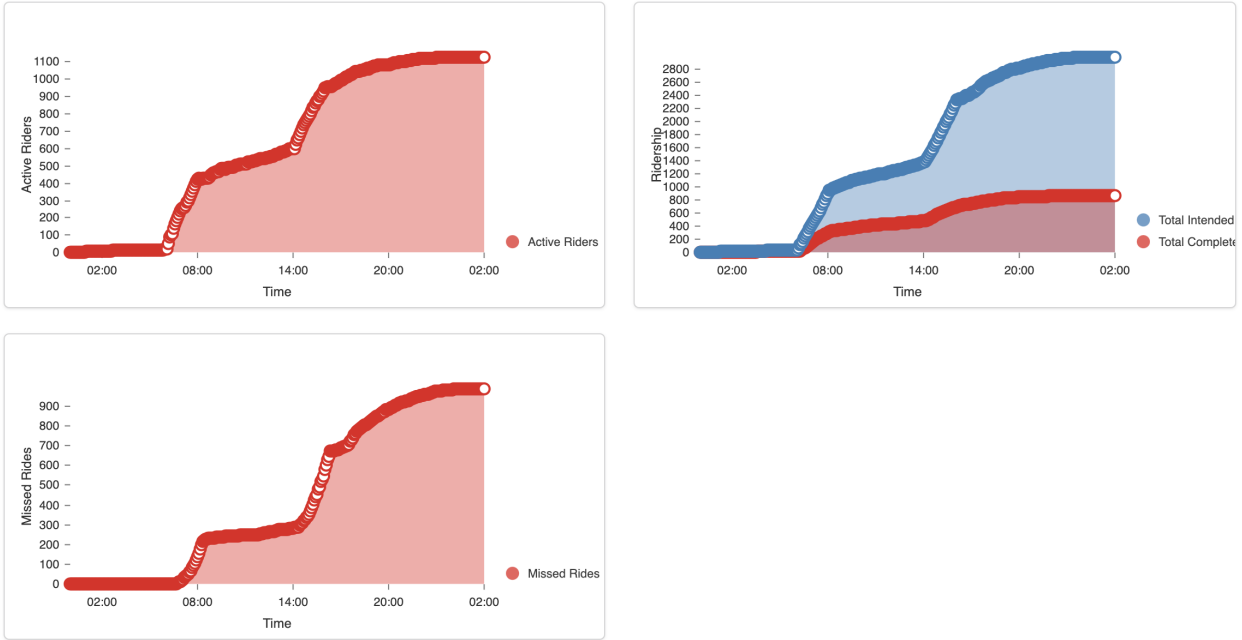 Active Riders
1100
1000
900
800
700
600
500
400
300
200
100
0
02:00 08:00 14:00 20:00 02:00
Time
Active Riders
Ridership
2800
2600
2400
2200
2000
1800
1600
1400
1200
1000
800
600
400
200
0
02:00 08:00 14:00 20:00 02:00
Time
Total Intended
Total Complete
Missed Rides
900
800
700
600
500
400
300
200
100
0
02:00 08:00 14:00 20:00 02:00
Time
Missed Rides